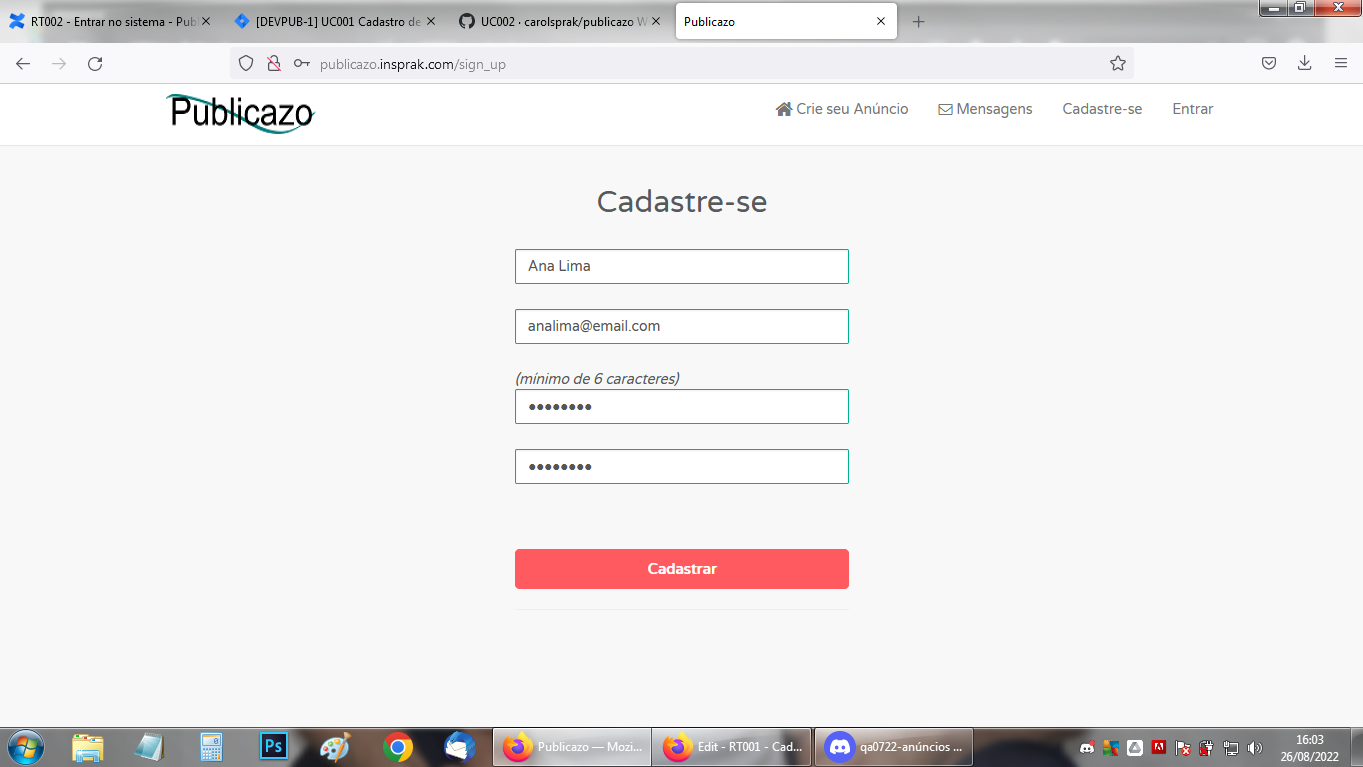 RT002 - Entrar no sistema - Pub
[DEVPUB-1] UC001 Cadastro de
UC002 · carolsprak/publicazo W
Publicazo
publicazo.insprak.com/sign_up
Publicazo
Crie seu Anúncio
Mensagens
Cadastre-se
Entrar
Cadastre-se
Ana Lima
analima@email.com
(mínimo de 6 caracteres)
••••••••
••••••••
Cadastrar
Ps
Publicazo — Mozi...
Edit - RT001 - Cad...
qa0722-anúncios ...
16:03
26/08/2022